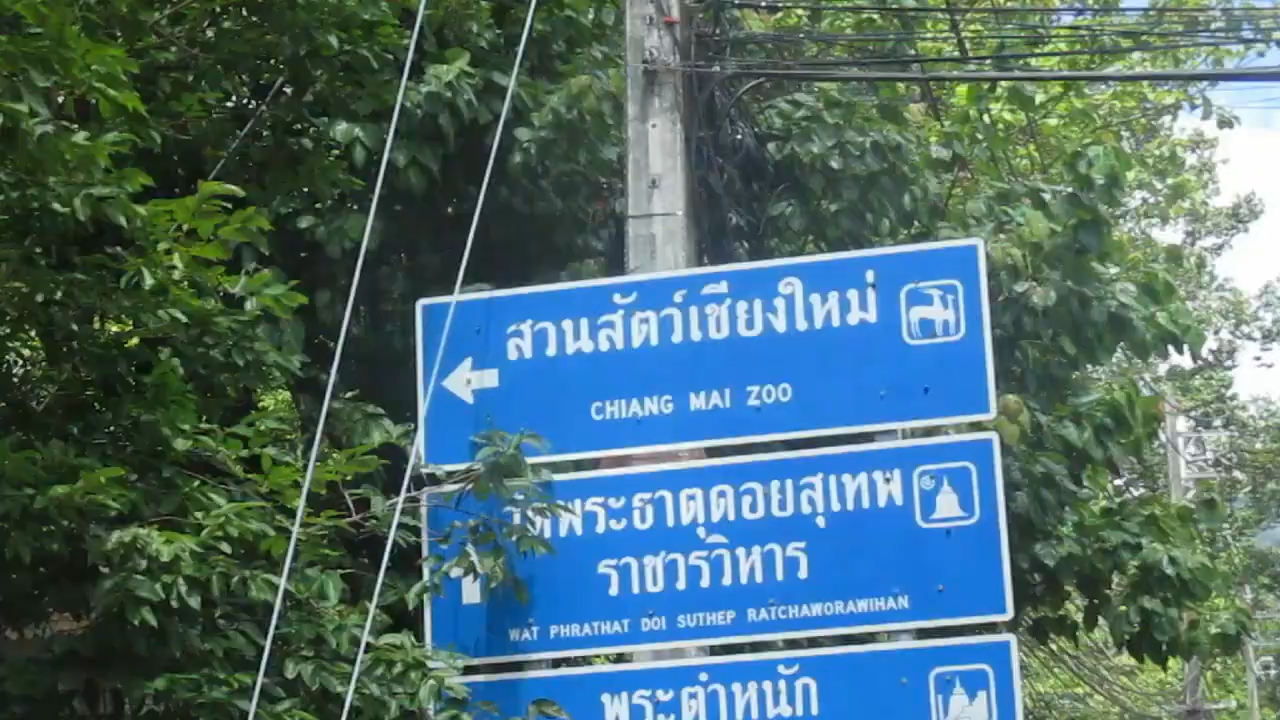 สวนสัตว์เชียงใหม่
CHIANG MAI ZOO
วัดพระธาตุดอยสุเทพ
ราชวรวิหาร
WAT PHRATHAT DOI SUTHEP RATCHAWORAWIHAN
พระตำหนัก